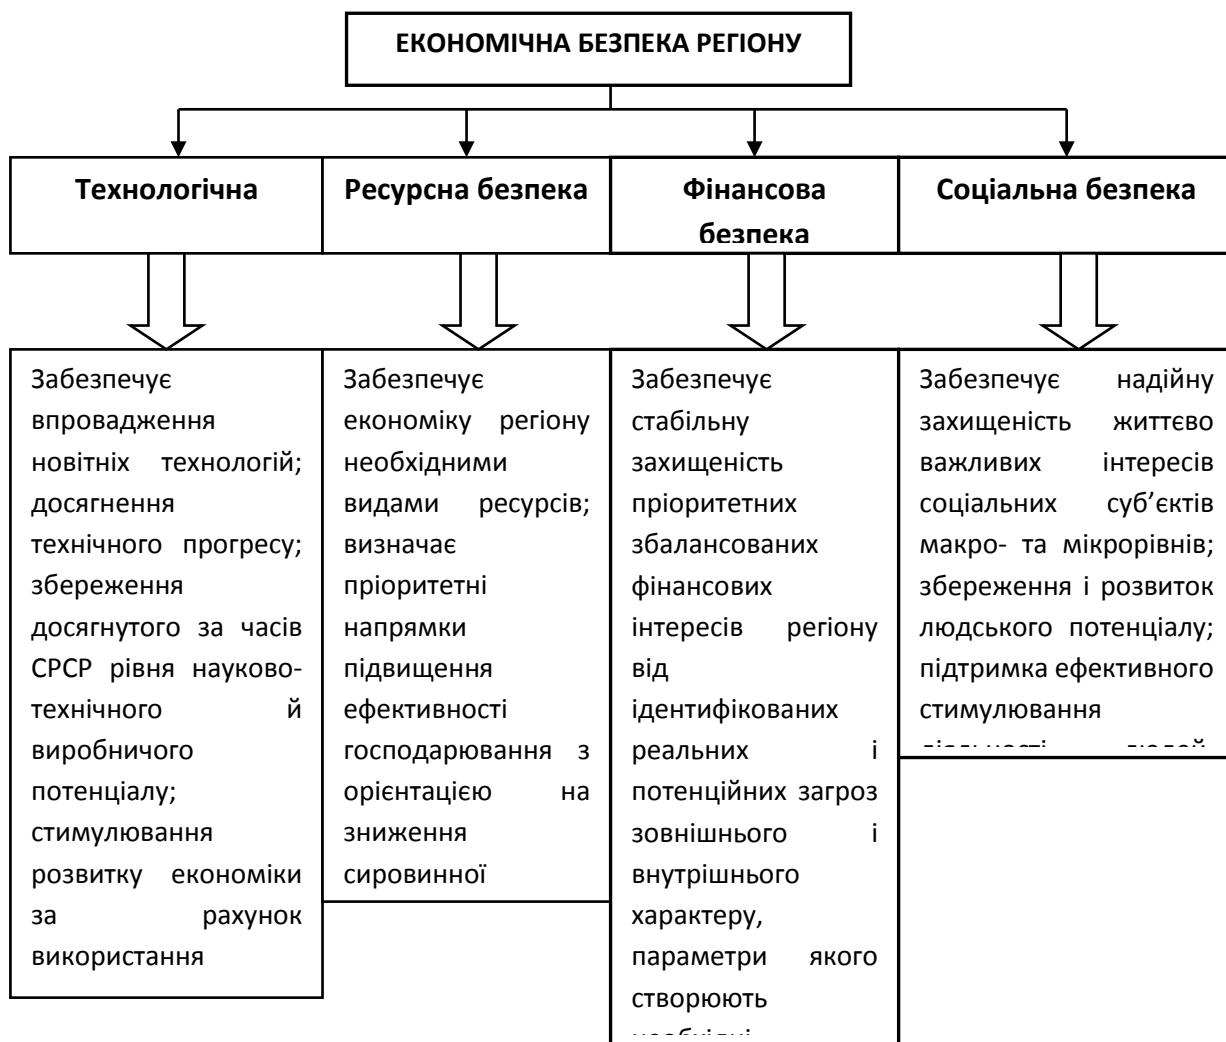 ЕКОНОМІЧНА БЕЗПЕКА РЕГІОНУ
Технологічна
Ресурсна безпека
Фінансова
безпека
Соціальна безпека
Забезпечує
впровадження
новітніх технологій;
досягнення
технічного прогресу;
збереження
досягнутого за часів
СРСР рівня науково-
технічного й
виробничого
потенціалу;
стимулювання
розвитку економіки
за рахунок
використання
Забезпечує
економіку регіону
необхідними
видами ресурсів;
визначає
пріоритетні
напрямки
підвищення
ефективності
господарювання з
орієнтацією на
зниження
сировинної
Забезпечує
стабільну
захищеність
пріоритетних
збалансованих
фінансових
інтересів регіону
від
ідентифікованих
реальних і
потенційних загроз
зовнішнього і
внутрішнього
характеру,
параметри якого
створюють
Забезпечує надійну
захищеність життєво
важливих інтересів
соціальних суб’єктів
макро- та мікрорівнів;
збереження і розвиток
людського потенціалу;
підтримка ефективного
стимулювання